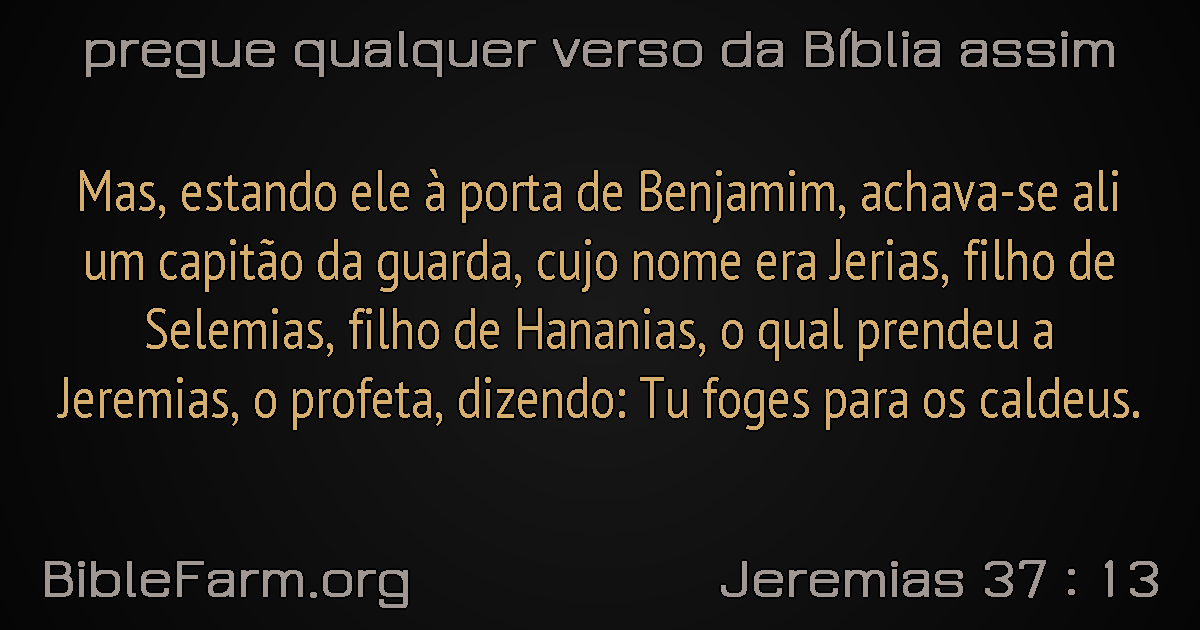 pregue qualquer verso da Bíblia assim
Mas, estando ele à porta de Benjamim, achava-se ali
um capitão da guarda, cujo nome era Jerias, filho de
Selemias, filho de Hananias, o qual prendeu a
Jeremias, o profeta, dizendo: Tu foges para os caldeus.
BibleFarm.org
Jeremias 37 : 13